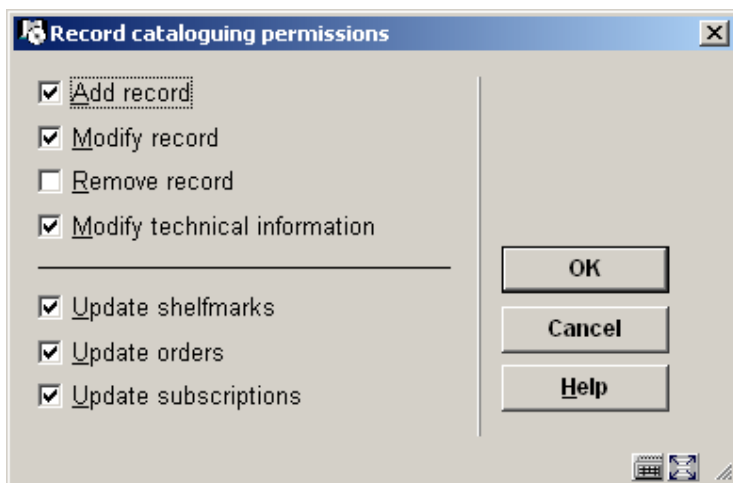 Record cataloguing permissions
Add record
Modify record
Remove record
Modify technical information
Update shelfmarks
Update orders
Update subscriptions
OK
Cancel
Help